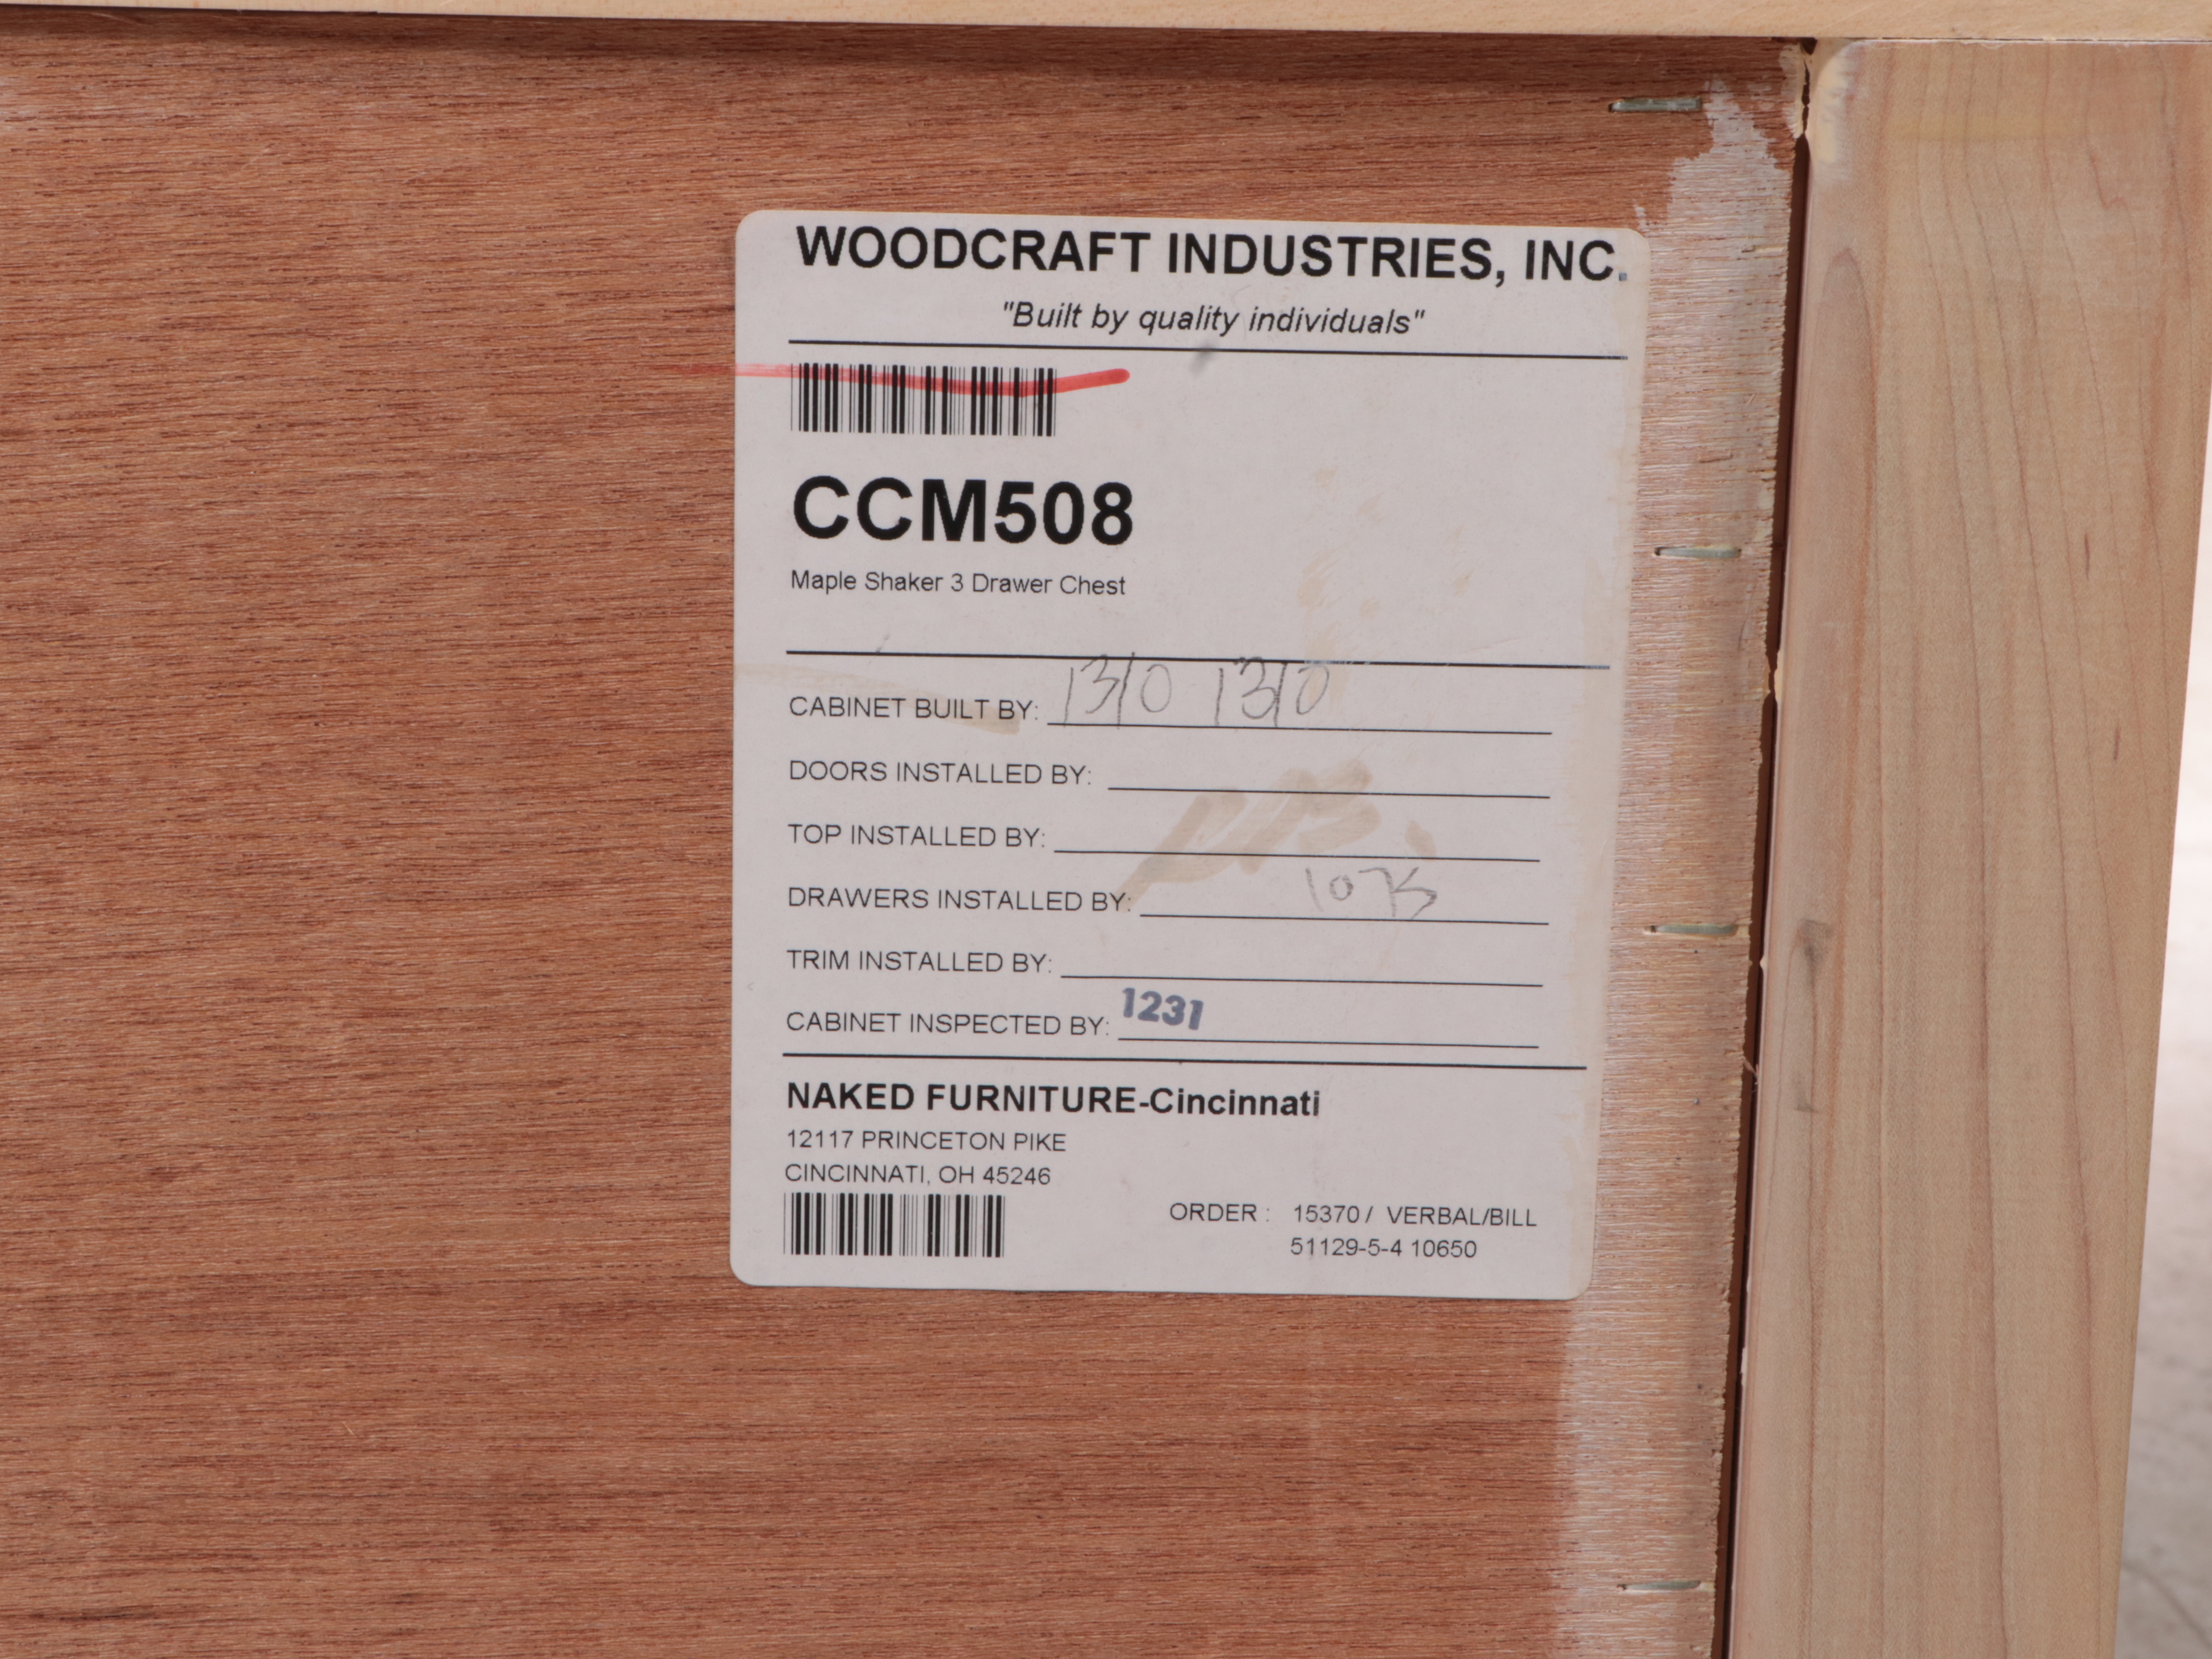 WOODCRAFT INDUSTRIES, INC.
"Built by quality individuals"
CCM508
Maple Shaker 3 Drawer Chest
CABINET BUILT BY: 1310 1310
DOORS INSTALLED BY:
TOP INSTALLED BY:
DRAWERS INSTALLED BY: 1075
TRIM INSTALLED BY:
CABINET INSPECTED BY: 1231
NAKED FURNITURE-Cincinnati
12117 PRINCETON PIKE
CINCINNATI, OH 45246
ORDER : 15370 / VERBAL/BILL
51129-5-4 10650